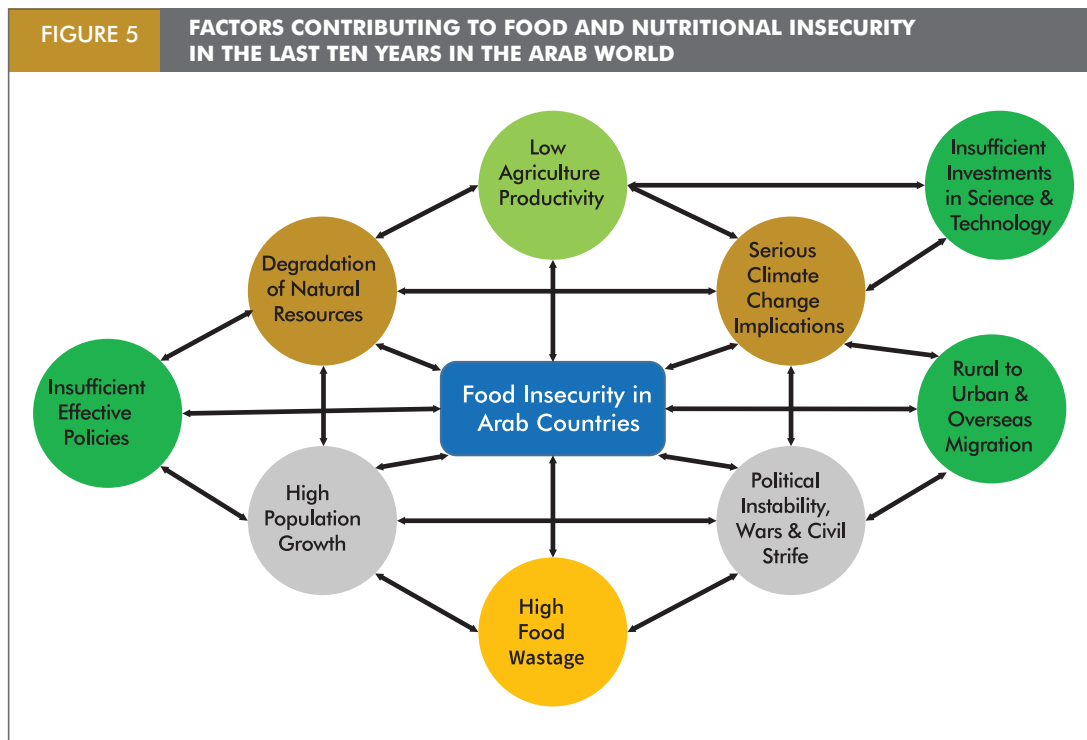 FIGURE 5
FACTORS CONTRIBUTING TO FOOD AND NUTRITIONAL INSECURITY
IN THE LAST TEN YEARS IN THE ARAB WORLD
Low
Agriculture
Productivity
Insufficient
Investments
in Science &
Technology
Degradation
of Natural
Resources
Serious
Climate
Change
Implications
Insufficient
Effective
Policies
Food Insecurity in
Arab Countries
Rural to
Urban &
Overseas
Migration
High
Population
Growth
Political
Instability,
Wars & Civil
Strife
High
Food
Wastage